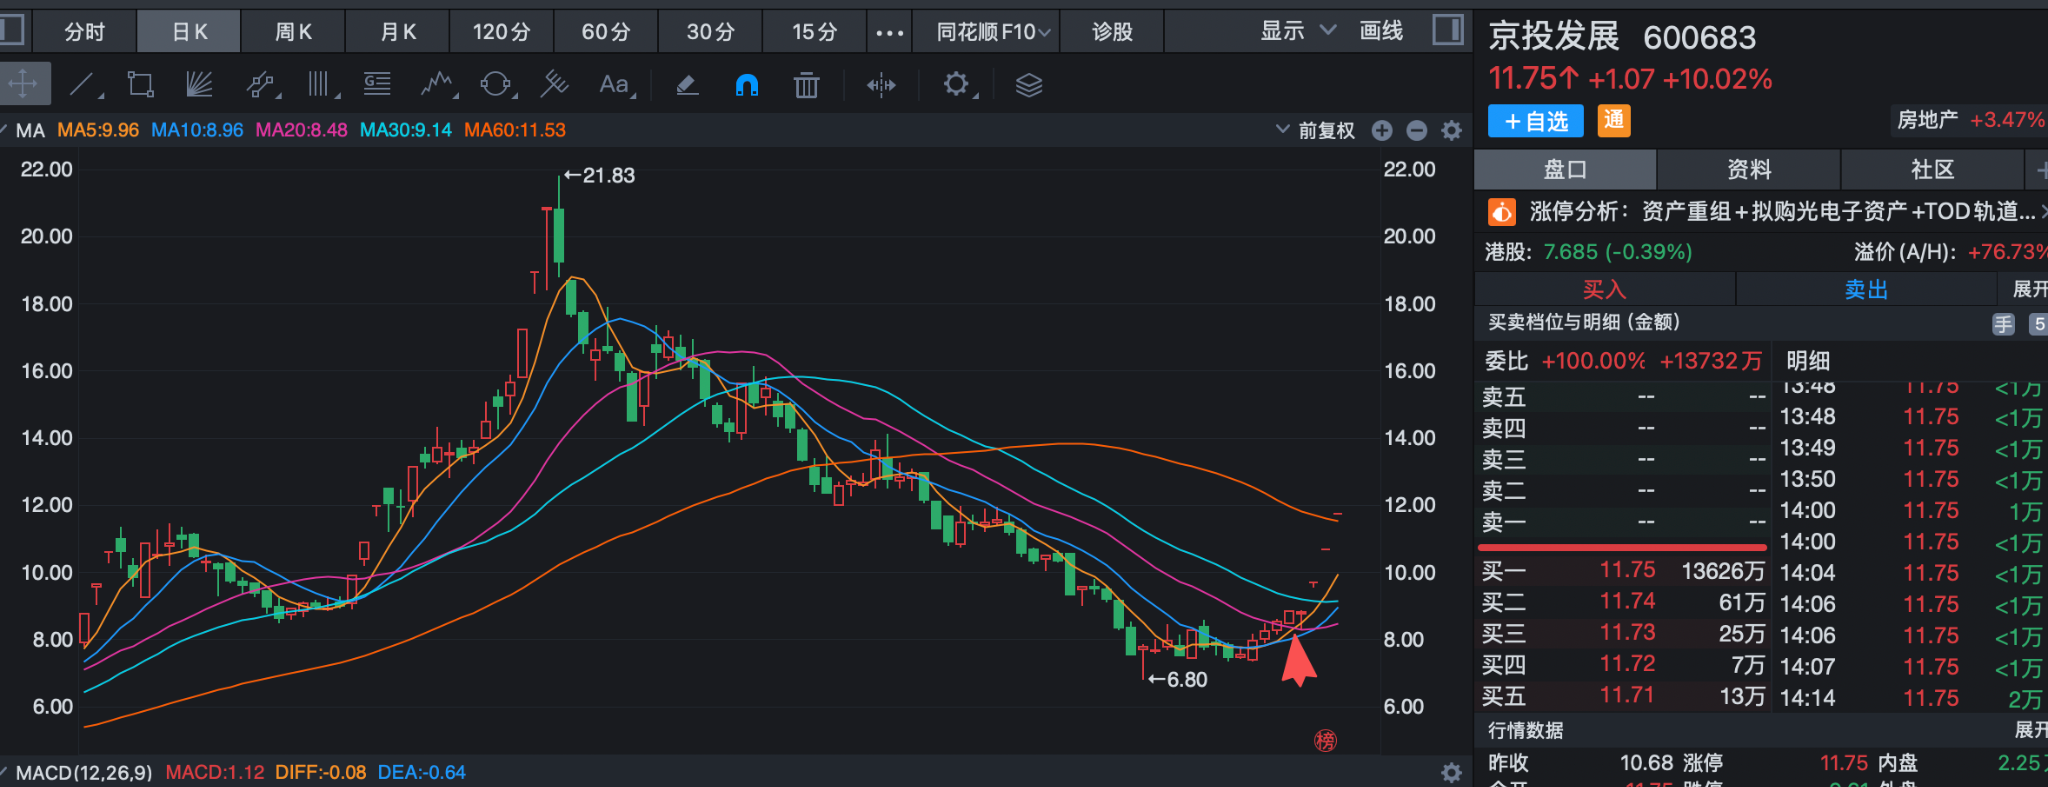 分时 日K 周K 月K 120分 60分 30分 15分 ••• 同花顺F10 诊股 显示 画线
G Aa
MA MA5:9.96 MA10:8.96 MA20:8.48 MA30:9.14 MA60:11.53 前复权
22.00 22.00
←21.83
20.00 20.00
18.00 18.00
16.00 16.00
14.00 14.00
12.00 12.00
10.00 10.00
8.00 8.00
←6.80
6.00 6.00
榜
MACD(12,26,9) MACD:1.12 DIFF:-0.08 DEA:-0.64
京投发展 600683
11.75↑ +1.07 +10.02%
+自选 通 房地产 +3.47%
盘口 资料 社区 +
涨停分析：资产重组+拟购光电子资产+TOD轨道...
港股: 7.685 (-0.39%) 溢价(A/H): +76.73%
买入 卖出 展开
买卖档位与明细(金额) 手 5
委比 +100.00% +13732万 明细
卖五 -- --
卖四 -- --
卖三 -- --
卖二 -- --
卖一 -- --
买一 11.75 13626万
买二 11.74 61万
买三 11.73 25万
买四 11.72 7万
买五 11.71 13万
13:48 11.75 <1万
13:48 11.75 <1万
13:49 11.75 <1万
13:50 11.75 <1万
14:00 11.75 1万
14:00 11.75 <1万
14:04 11.75 <1万
14:06 11.75 <1万
14:06 11.75 <1万
14:07 11.75 <1万
14:14 11.75 2万
行情数据 展开
昨收 10.68 涨停 11.75 内盘 2.25